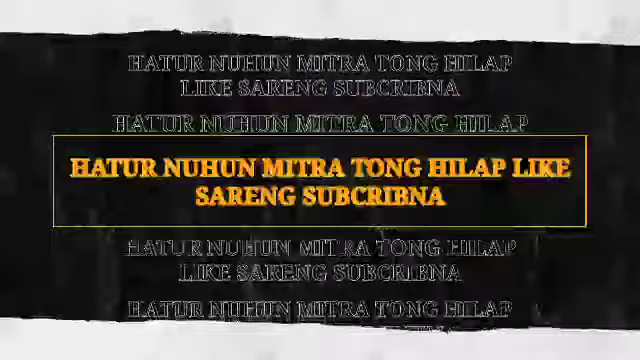 HATUR NUHUN MITRA TONG HILAP
LIKE SARENG SUBCRIBNA
HATUR NUHUN MITRA TONG HILAP
HATUR NUHUN MITRA TONG HILAP LIKE
SARENG SUBCRIBNA
HATUR NUHUN MITRA TONG HILAP
LIKE SARENG SUBCRIBNA
HATUR NUHUN MITRA TONG HILAP